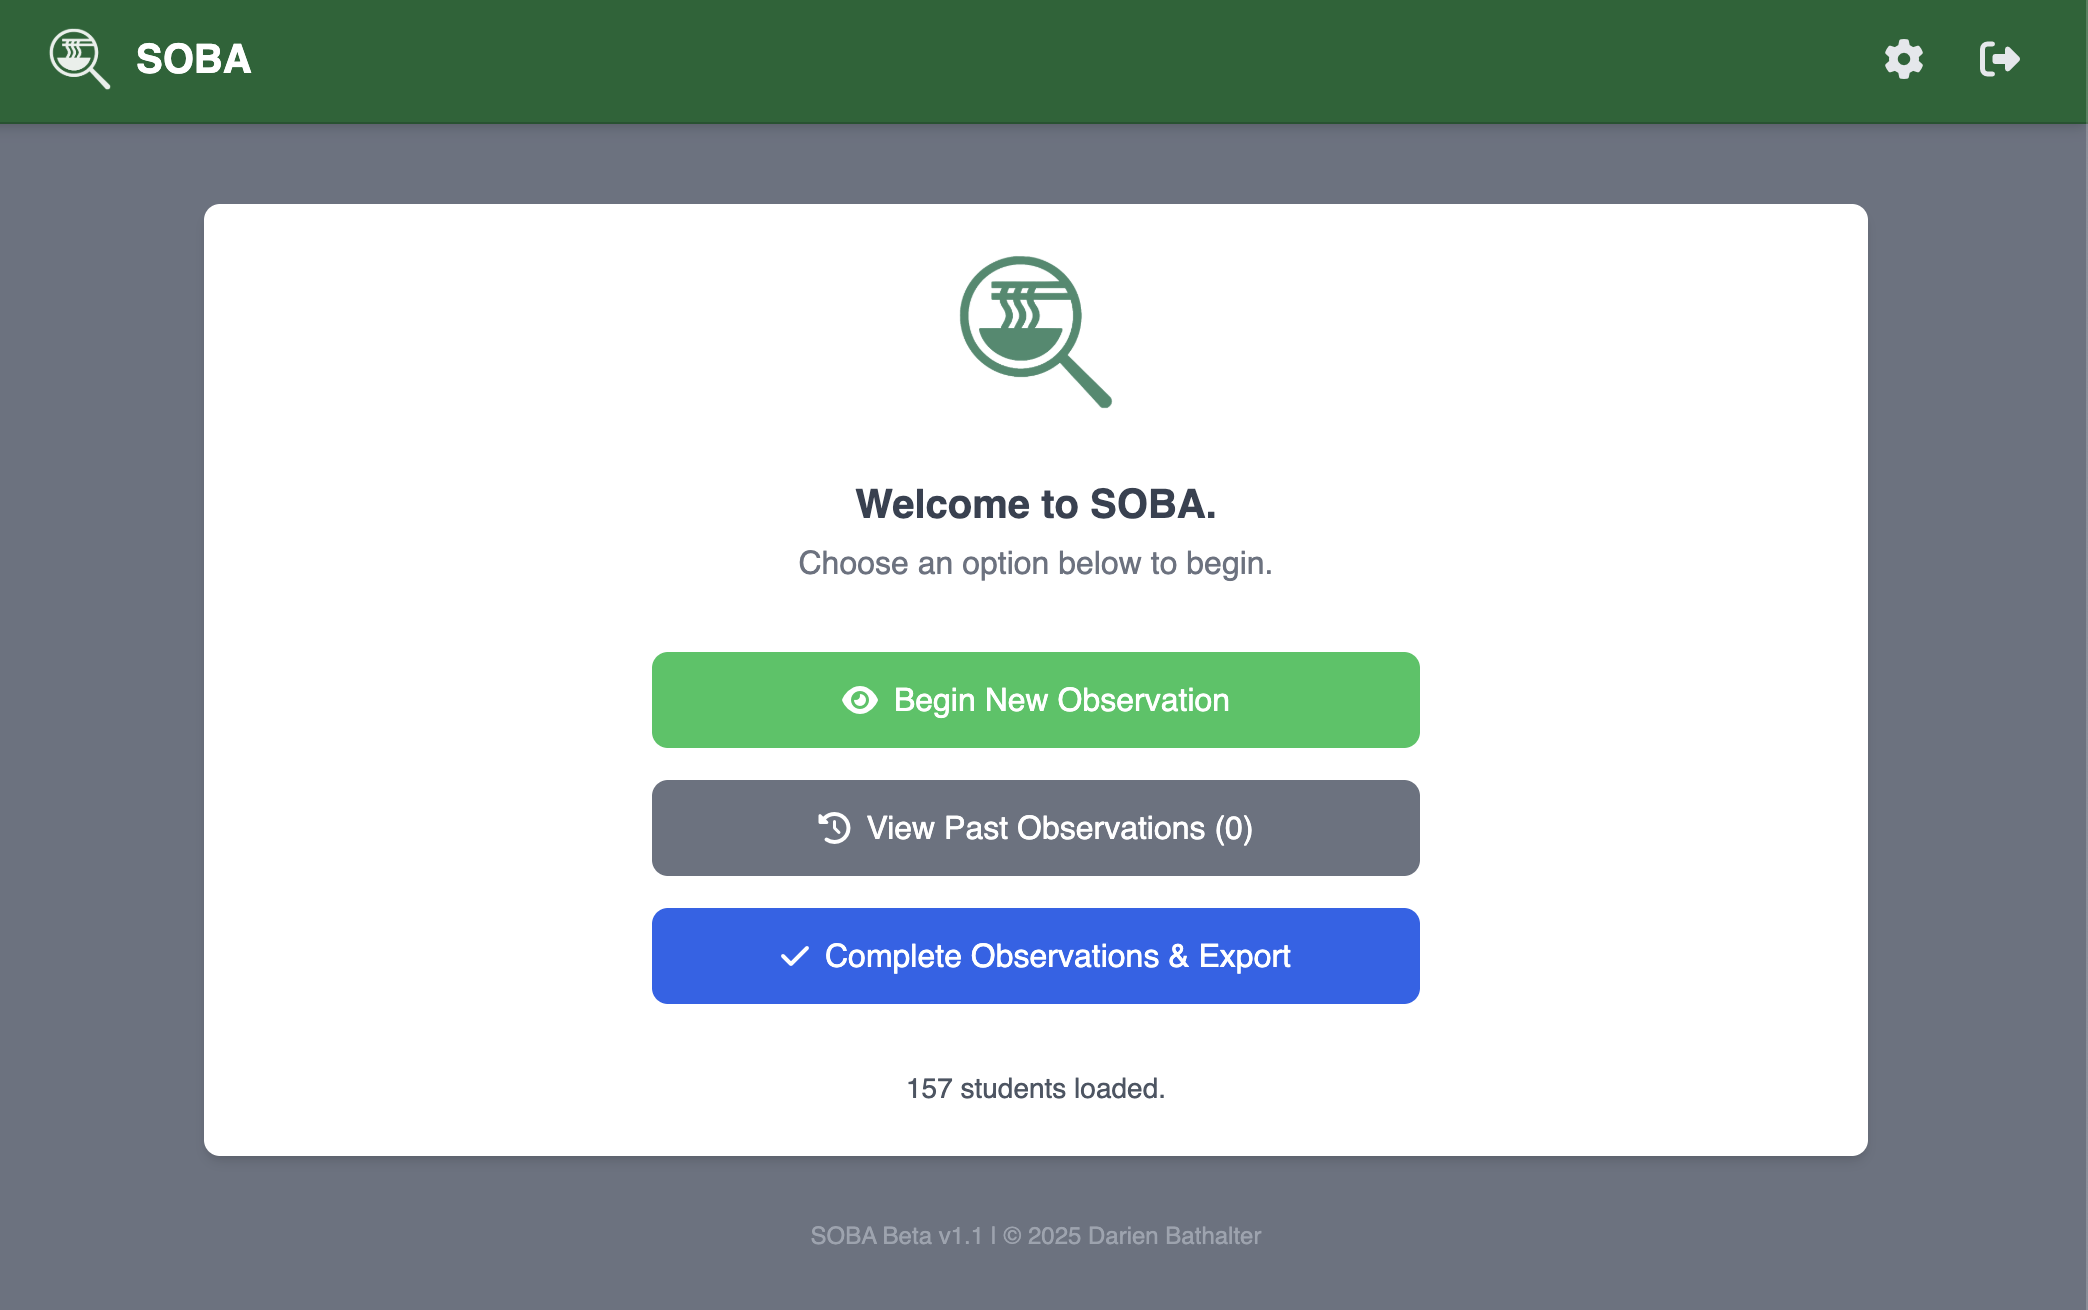 SOBA
Welcome to SOBA.
Choose an option below to begin.
Begin New Observation
View Past Observations (0)
Complete Observations & Export
157 students loaded.
SOBA Beta v1.1 | © 2025 Darien Bathalter